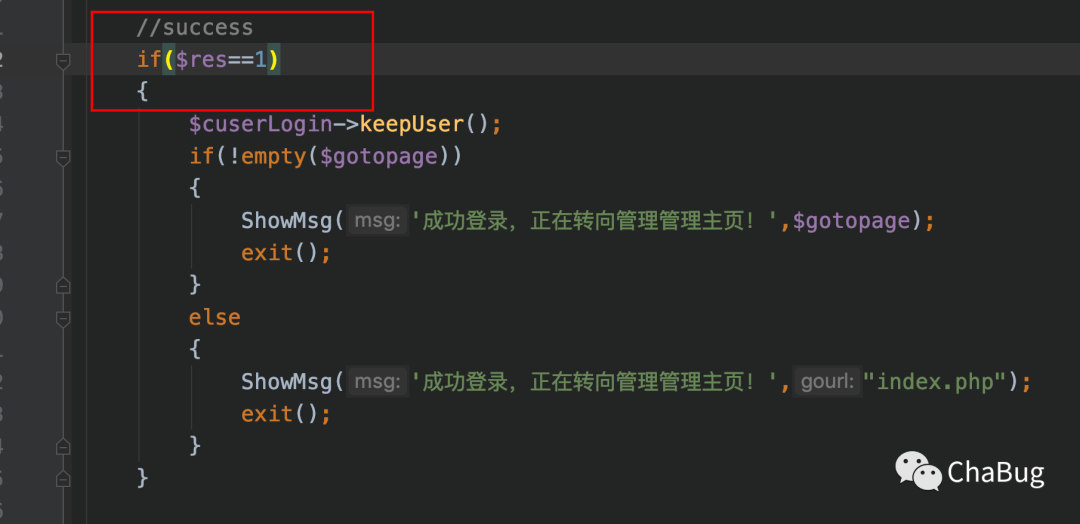 //success
if($res==1)
{
$cuserLogin->keepUser();
if(!empty($gotopage))
{
ShowMsg( msg: '成功登录，正在转向管理管理主页！',$gotopage);
exit();
}
else
{
ShowMsg( msg: '成功登录，正在转向管理管理主页！', gourl: "index.php");
exit();
}
}
ChaBug